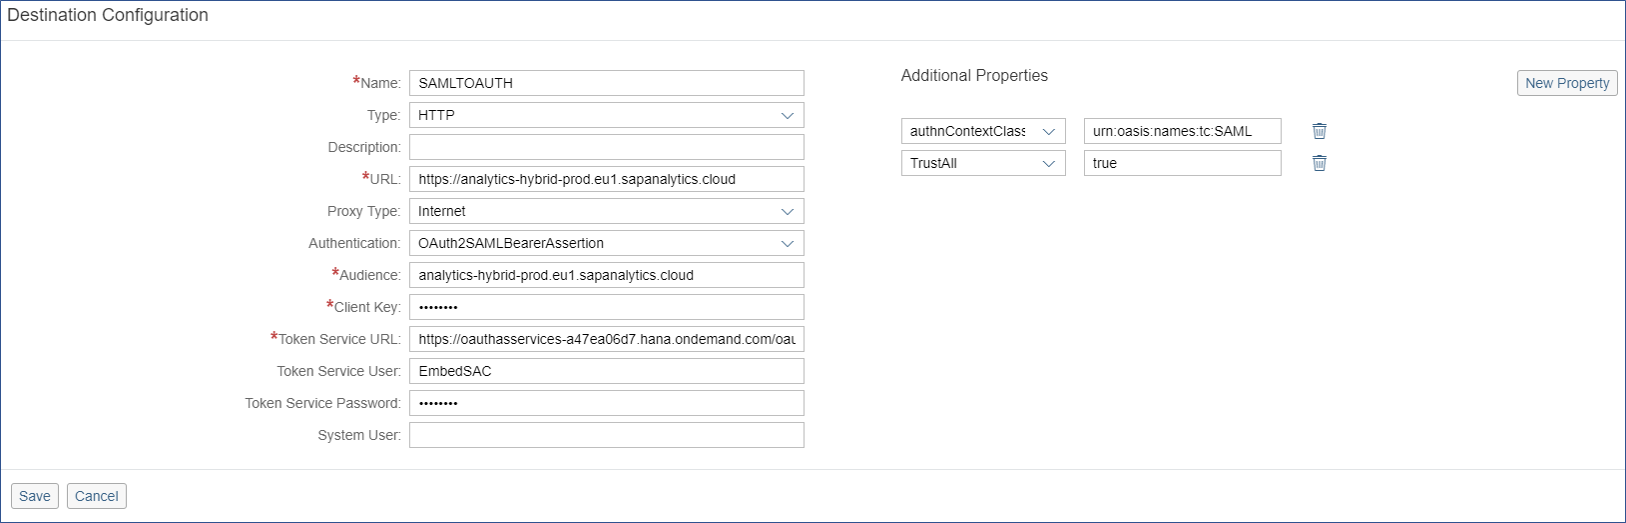 Destination Configuration
*Name: SAMLTOAUTH
Type: HTTP
Description:
*URL: https://analytics-hybrid-prod.eu1.sapanalytics.cloud
Proxy Type: Internet
Authentication: OAuth2SAMLBearerAssertion
*Audience: analytics-hybrid-prod.eu1.sapanalytics.cloud
*Client Key: ••••••••
*Token Service URL: https://oauthasservices-a47ea06d7.hana.ondemand.com/oau
Token Service User: EmbedSAC
Token Service Password: ••••••••
System User:
Additional Properties
New Property
authnContextClass urn:oasis:names:tc:SAML
TrustAll true
Save Cancel